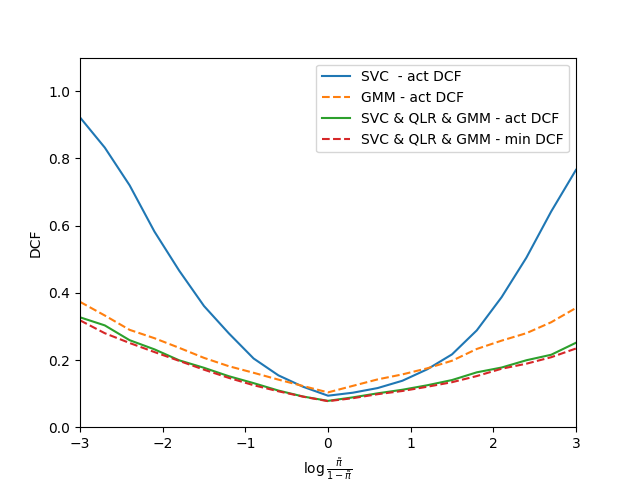 SVC - act DCF
GMM - act DCF
SVC & QLR & GMM - act DCF
SVC & QLR & GMM - min DCF
1.0
0.8
0.6
0.4
0.2
0.0
DCF
−3 −2 −1 0 1 2 3
log π̃/(1−π̃)